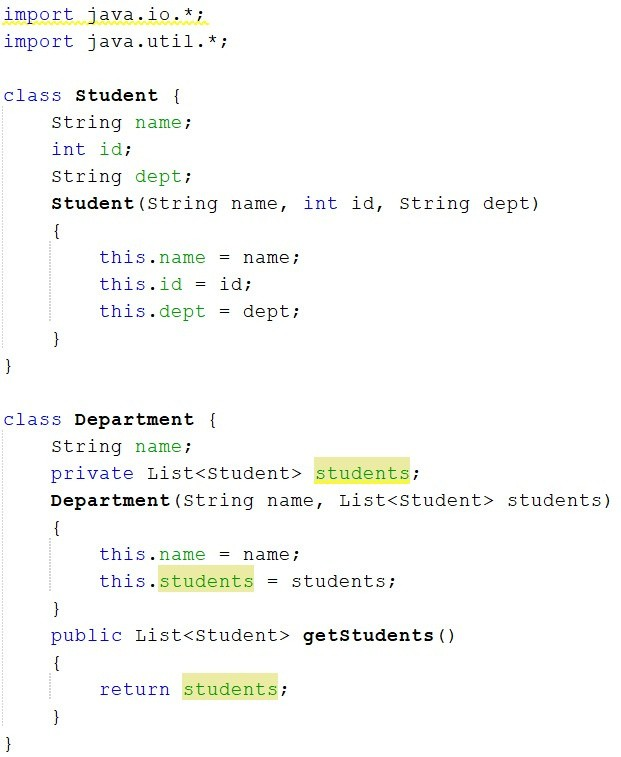 import java.io.*;
import java.util.*;
class Student {
String name;
int id;
String dept;
Student(String name, int id, String dept)
{
this.name = name;
this.id = id;
this.dept = dept;
}
}
class Department {
String name;
private List<Student> students;
Department(String name, List<Student> students)
{
this.name = name;
this.students = students;
}
public List<Student> getStudents()
{
return students;
}
}